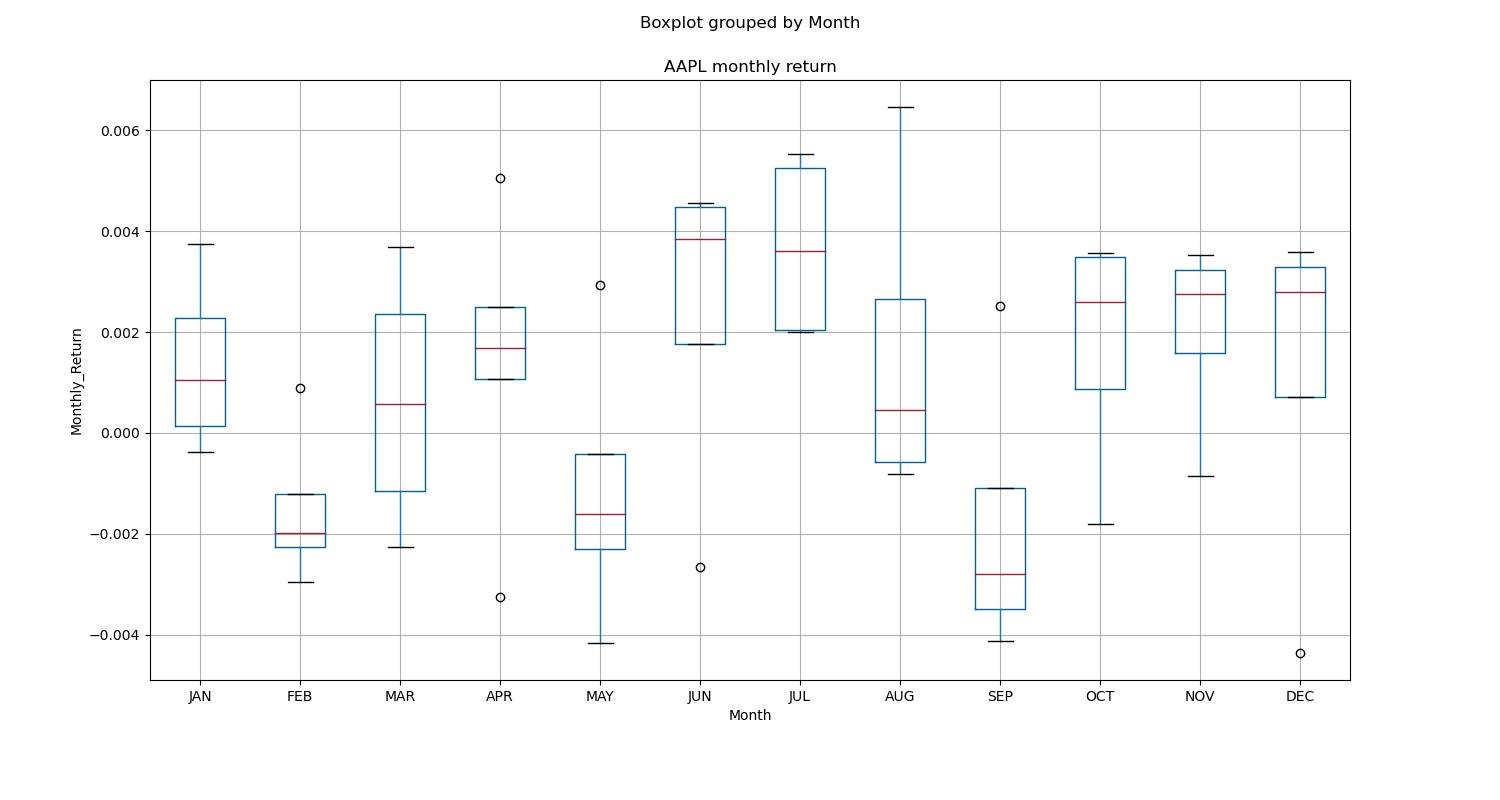 Boxplot grouped by Month
AAPL monthly return
0.006
0.004
0.002
0.000
−0.002
−0.004
Monthly_Return
JAN FEB MAR APR MAY JUN JUL AUG SEP OCT NOV DEC
Month